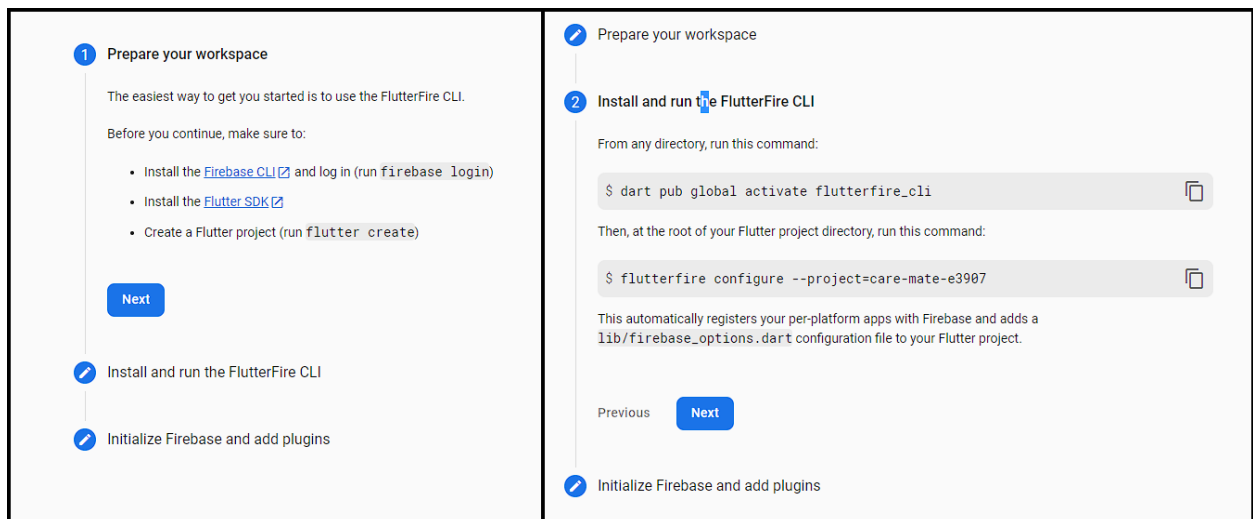 1 Prepare your workspace
The easiest way to get you started is to use the FlutterFire CLI.
Before you continue, make sure to:
• Install the Firebase CLI and log in (run firebase login)
• Install the Flutter SDK
• Create a Flutter project (run flutter create)
Next
Install and run the FlutterFire CLI
Initialize Firebase and add plugins
Prepare your workspace
2 Install and run the FlutterFire CLI
From any directory, run this command:
$ dart pub global activate flutterfire_cli
Then, at the root of your Flutter project directory, run this command:
$ flutterfire configure --project=care-mate-e3907
This automatically registers your per-platform apps with Firebase and adds a
lib/firebase_options.dart configuration file to your Flutter project.
Previous Next
Initialize Firebase and add plugins